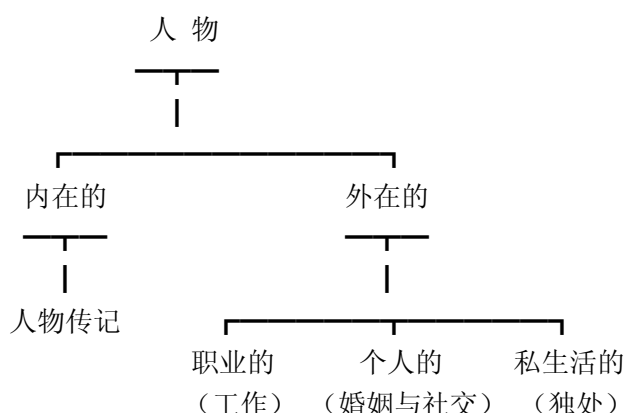 人 物
内在的 外在的
人物传记
职业的 个人的 私生活的
（工作） （婚姻与社交） （独处）